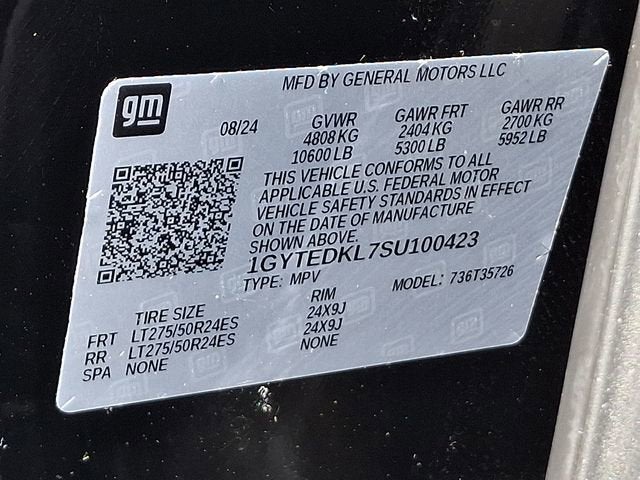 gm
MFD BY GENERAL MOTORS LLC
08/24 GVWR GAWR FRT GAWR RR
4808 KG 2404 KG 2700 KG
10600 LB 5300 LB 5952 LB
THIS VEHICLE CONFORMS TO ALL
APPLICABLE U.S. FEDERAL MOTOR
VEHICLE SAFETY STANDARDS IN EFFECT
ON THE DATE OF MANUFACTURE
SHOWN ABOVE.
1GYTEDKL7SU100423
TYPE: MPV MODEL: 736T35726
TIRE SIZE RIM
FRT LT275/50R24ES 24X9J
RR LT275/50R24ES 24X9J
SPA NONE NONE